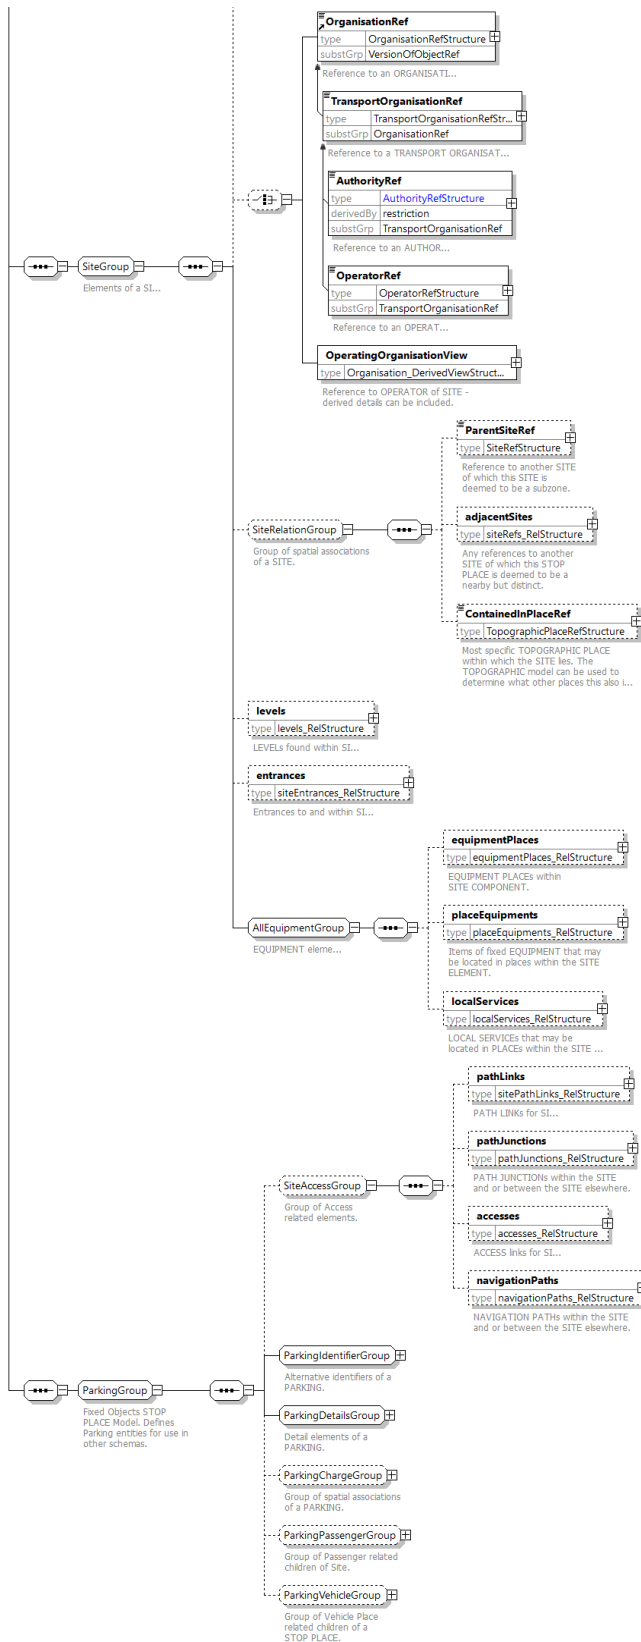 OrganisationRef
type OrganisationRefStructure
substGrp VersionOfObjectRef
Reference to an ORGANISATI...
TransportOrganisationRef
type TransportOrganisationRefStr...
substGrp OrganisationRef
Reference to a TRANSPORT ORGANISAT...
AuthorityRef
type AuthorityRefStructure
derivedBy restriction
substGrp TransportOrganisationRef
Reference to an AUTHOR...
OperatorRef
type OperatorRefStructure
substGrp TransportOrganisationRef
Reference to an OPERAT...
OperatingOrganisationView
type Organisation_DerivedViewStruct...
Reference to OPERATOR of SITE -
derived details can be included.
SiteGroup
Elements of a SI...
ParentSiteRef
type SiteRefStructure
Reference to another SITE
of which this SITE is
deemed to be a subzone.
adjacentSites
type siteRefs_RelStructure
Any references to another
SITE of which this STOP
PLACE is deemed to be a
nearby but distinct.
ContainedInPlaceRef
type TopographicPlaceRefStructure
Most specific TOPOGRAPHIC PLACE
within which the SITE lies. The
TOPOGRAPHIC model can be used to
determine what other places this also i...
SiteRelationGroup
Group of spatial associations
of a SITE.
levels
type levels_RelStructure
LEVELs found within SI...
entrances
type siteEntrances_RelStructure
Entrances to and within SI...
equipmentPlaces
type equipmentPlaces_RelStructure
EQUIPMENT PLACEs within
SITE COMPONENT.
placeEquipments
type placeEquipments_RelStructure
Items of fixed EQUIPMENT that may
be located in places within the SITE
ELEMENT.
localServices
type localServices_RelStructure
LOCAL SERVICEs that may be
located in PLACEs within the SITE ...
AllEquipmentGroup
EQUIPMENT eleme...
pathLinks
type sitePathLinks_RelStructure
PATH LINKs for SI...
pathJunctions
type pathJunctions_RelStructure
PATH JUNCTIONs within the SITE
and or between the SITE elsewhere.
accesses
type accesses_RelStructure
ACCESS links for SI...
navigationPaths
type navigationPaths_RelStructure
NAVIGATION PATHs within the SITE
and or between the SITE elsewhere.
SiteAccessGroup
Group of Access
related elements.
ParkingIdentifierGroup
Alternative identifiers of a
PARKING.
ParkingGroup
Fixed Objects STOP
PLACE Model. Defines
Parking entities for use in
other schemas.
ParkingDetailsGroup
Detail elements of a
PARKING.
ParkingChargeGroup
Group of spatial associations
of a PARKING.
ParkingPassengerGroup
Group of Passenger related
children of Site.
ParkingVehicleGroup
Group of Vehicle Place
related children of a
STOP PLACE.